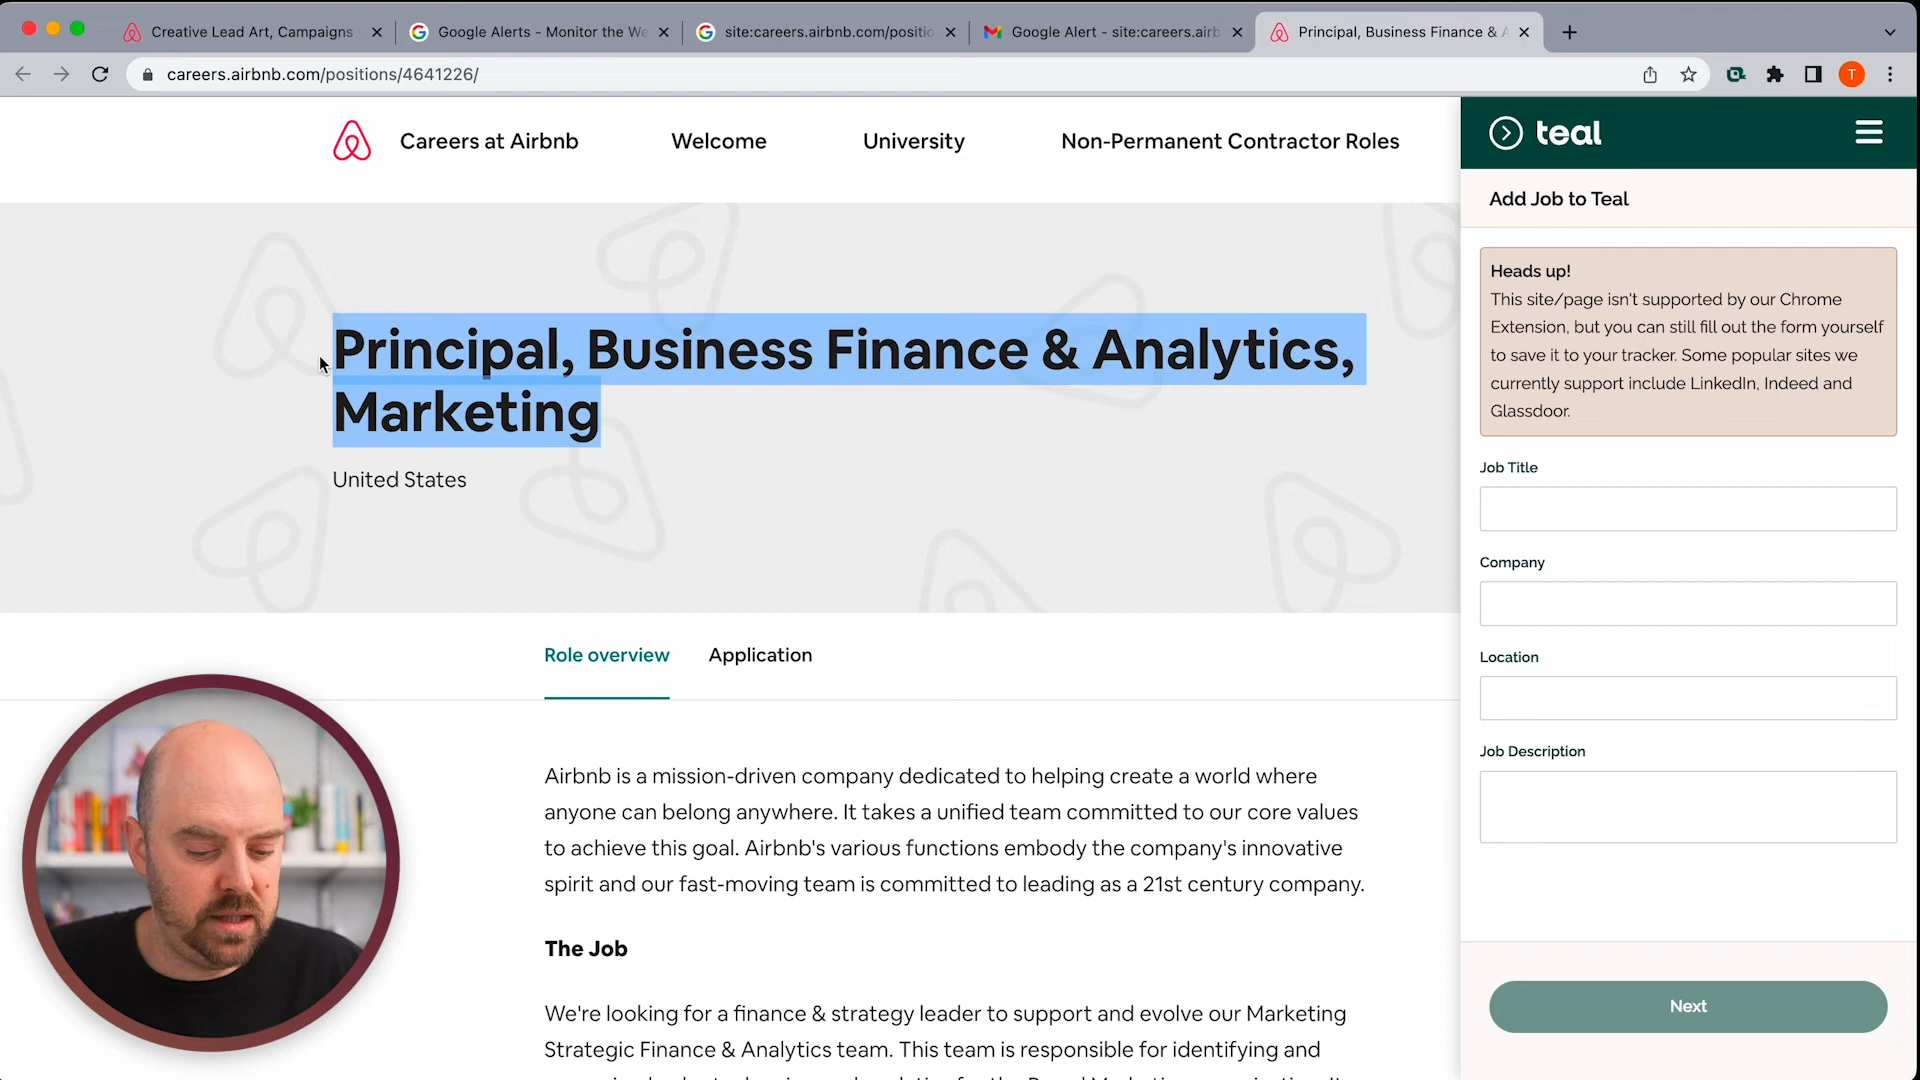 Creative Lead Art, Campaigns
Google Alerts - Monitor the We
site:careers.airbnb.com/positio
Google Alert - site:careers.airb
Principal, Business Finance & A
careers.airbnb.com/positions/4641226/
T
Careers at Airbnb
Welcome
University
Non-Permanent Contractor Roles
teal
Add Job to Teal
Heads up!
This site/page isn't supported by our Chrome
Extension, but you can still fill out the form yourself
to save it to your tracker. Some popular sites we
currently support include LinkedIn, Indeed and
Glassdoor.
Principal, Business Finance & Analytics,
Marketing
United States
Job Title
Company
Location
Job Description
Next
Role overview
Application
Airbnb is a mission-driven company dedicated to helping create a world where
anyone can belong anywhere. It takes a unified team committed to our core values
to achieve this goal. Airbnb's various functions embody the company's innovative
spirit and our fast-moving team is committed to leading as a 21st century company.
The Job
We're looking for a finance & strategy leader to support and evolve our Marketing
Strategic Finance & Analytics team. This team is responsible for identifying and